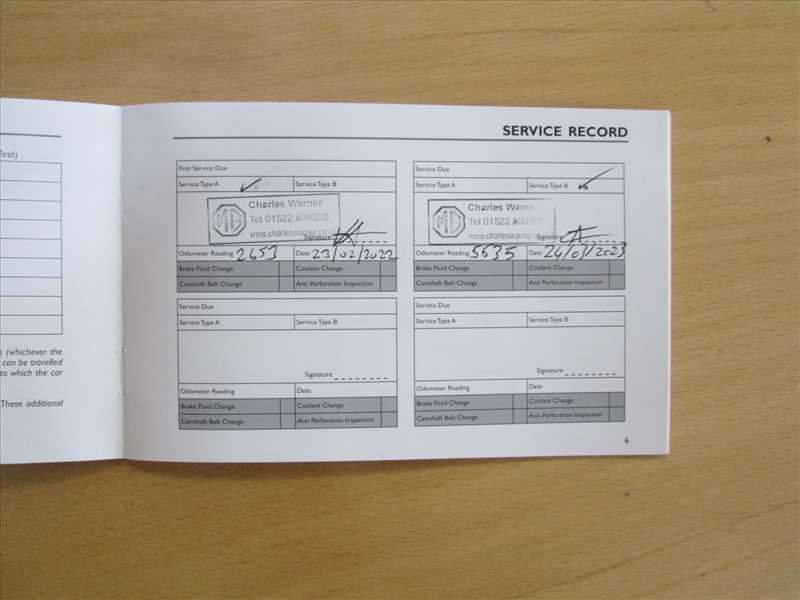 SERVICE RECORD
irst)
First Service Due
Service Type A ✓ Service Type B
MG
Charles Warner
Tel 01522
www.charleswarner.co.u
Signature
Odometer Reading 2653 Date 23/02/2022
Brake Fluid Change Coolant Change
Camshaft Belt Change Anti Perforation Inspection
Service Due
Service Type A Service Type B ✓
MG
Charles Warner
Tel 01522
www.charleswarner
Signature
Odometer Reading 5635 Date 24/03/2023
Brake Fluid Change Coolant Change
Camshaft Belt Change Anti Perforation Inspection
Service Due
Service Type A Service Type B
Signature
Odometer Reading Date
Brake Fluid Change Coolant Change
Camshaft Belt Change Anti Perforation Inspection
Service Due
Service Type A Service Type B
Signature
Odometer Reading Date
Brake Fluid Change Coolant Change
Camshaft Belt Change Anti Perforation Inspection
(whichever the
can be travelled
to which the car
These additional
6